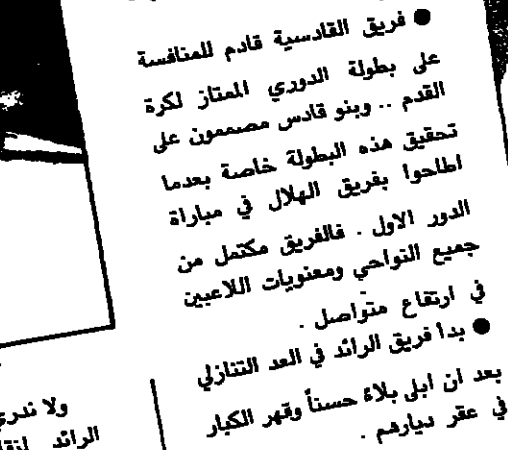 ● فريق القادسية قادم للمنافسة
على بطولة الدوري الممتاز لكرة
القدم .. وبنو قادس مصممون على
تحقيق هذه البطولة خاصة بعدما
اطاحوا بفريق الهلال في مباراة
الدور الاول . فالفريق مكتمل من
جميع النواحي ومعنويات اللاعبين
في ارتفاع متواصل .
● بدا فريق الرائد في العد التنازلي
بعد ان ابلى بلاءً حسناً وقهر الكبار
في عقر ديارهم .
ولا ندري
الرائد